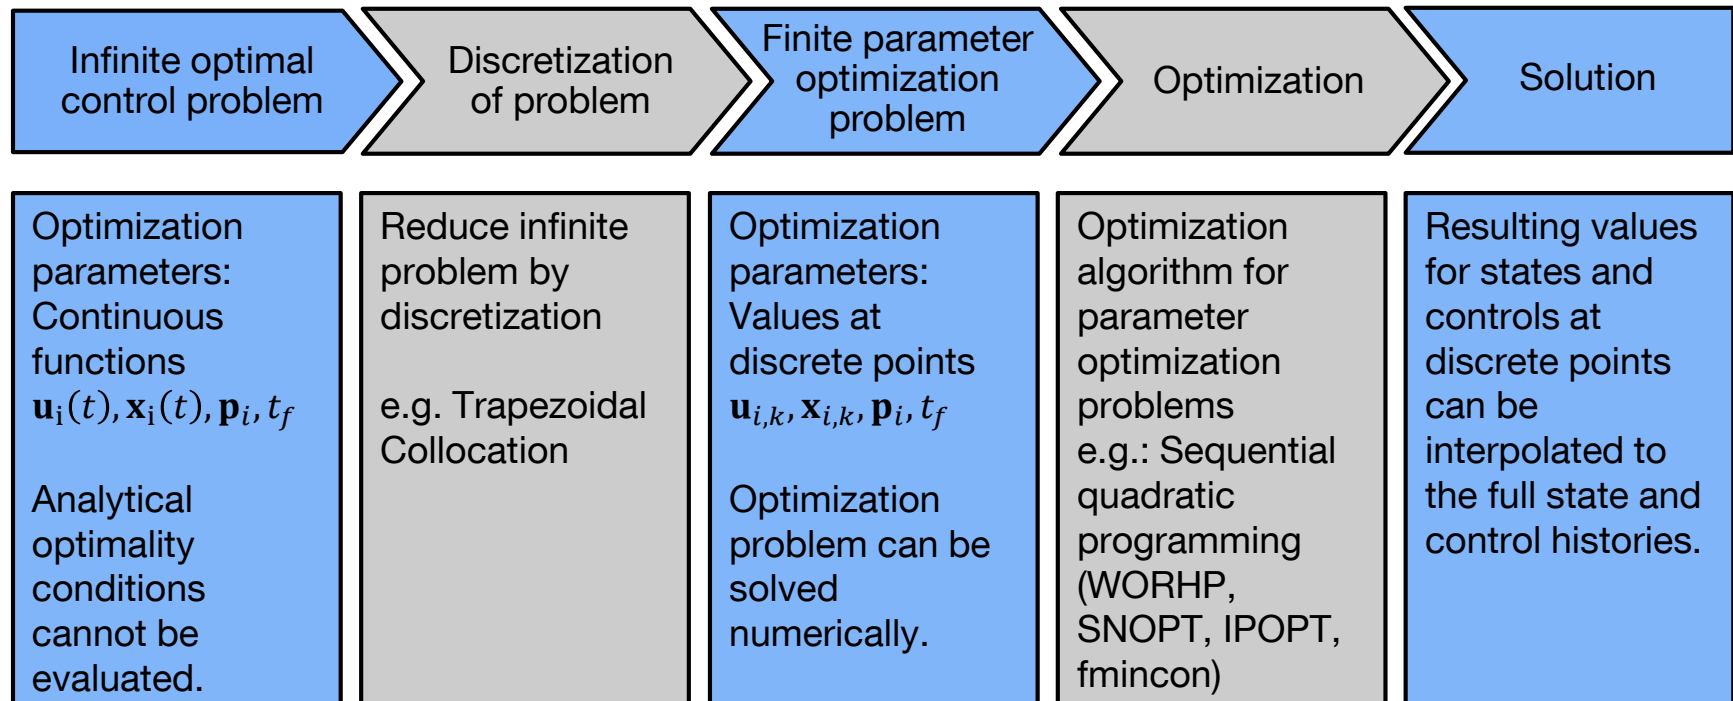 Infinite optimal
control problem
Discretization
of problem
Finite parameter
optimization
problem
Optimization
Solution
Optimization
parameters:
Continuous
functions
𝐮ᵢ(𝑡), 𝐱ᵢ(𝑡), 𝐩ᵢ, 𝑡_𝑓
Analytical
optimality
conditions
cannot be
evaluated.
Reduce infinite
problem by
discretization
e.g. Trapezoidal
Collocation
Optimization
parameters:
Values at
discrete points
𝐮_{𝑖,𝑘}, 𝐱_{𝑖,𝑘}, 𝐩_𝑖, 𝑡_𝑓
Optimization
problem can be
solved
numerically.
Optimization
algorithm for
parameter
optimization
problems
e.g.: Sequential
quadratic
programming
(WORHP,
SNOPT, IPOPT,
fmincon)
Resulting values
for states and
controls at
discrete points
can be
interpolated to
the full state and
control histories.